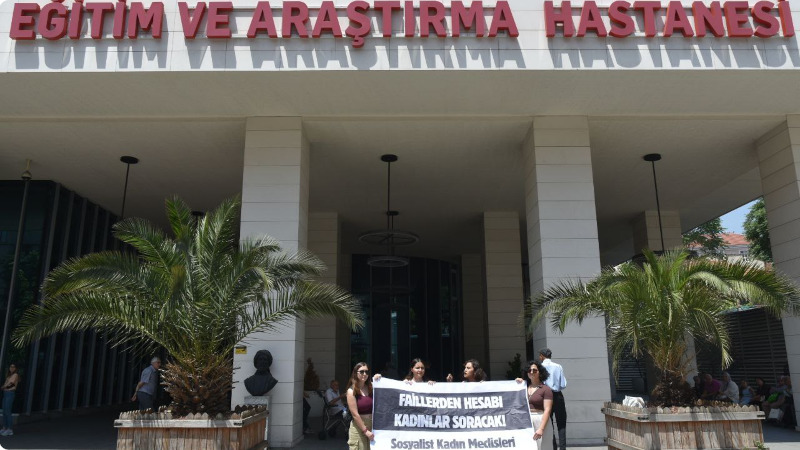 EĞİTİM VE ARAŞTIRMA HASTANESİ
FAİLLERDEN HESABI
KADINLAR SORACAK!
Sosyalist Kadın Meclisleri